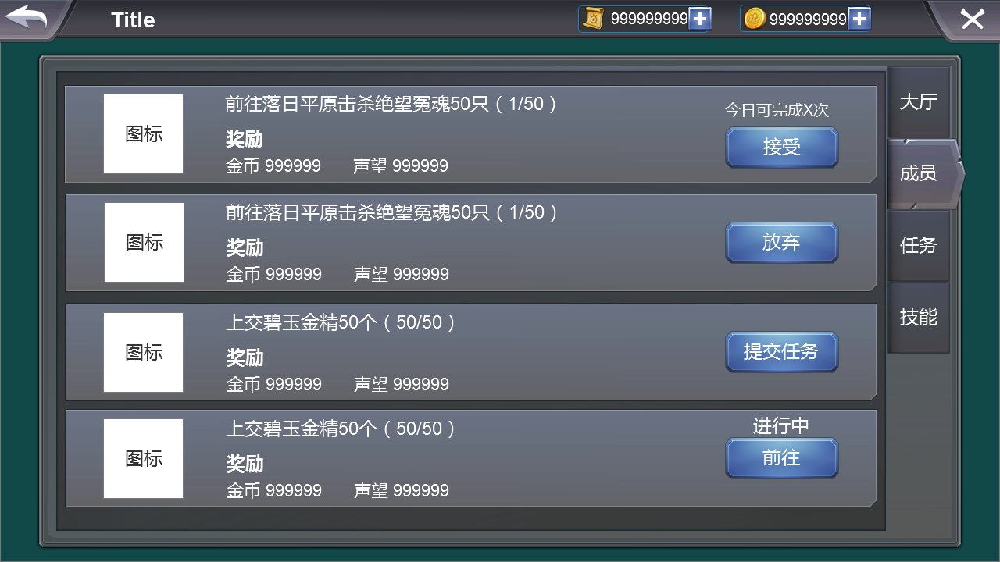 Title
999999999
999999999
图标
前往落日平原击杀绝望冤魂50只（1/50）
奖励
金币 999999 声望 999999
今日可完成X次
接受
图标
前往落日平原击杀绝望冤魂50只（1/50）
奖励
金币 999999 声望 999999
放弃
图标
上交碧玉金精50个（50/50）
奖励
金币 999999 声望 999999
提交任务
图标
上交碧玉金精50个（50/50）
奖励
金币 999999 声望 999999
进行中
前往
大厅
成员
任务
技能